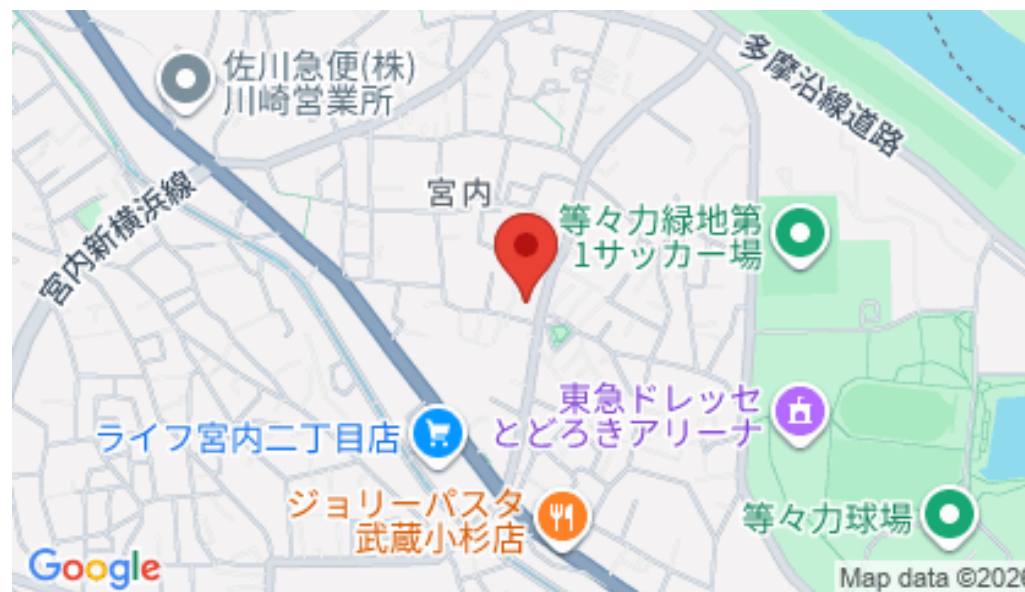 佐川急便(株)
川崎営業所
多摩沿線道路
宮内
宮内新横浜線
等々力緑地第
1サッカー場
東急ドレッセ
とどろきアリーナ
ライフ宮内二丁目店
ジョリーパスタ
武蔵小杉店
等々力球場
Google
Map data ©2026